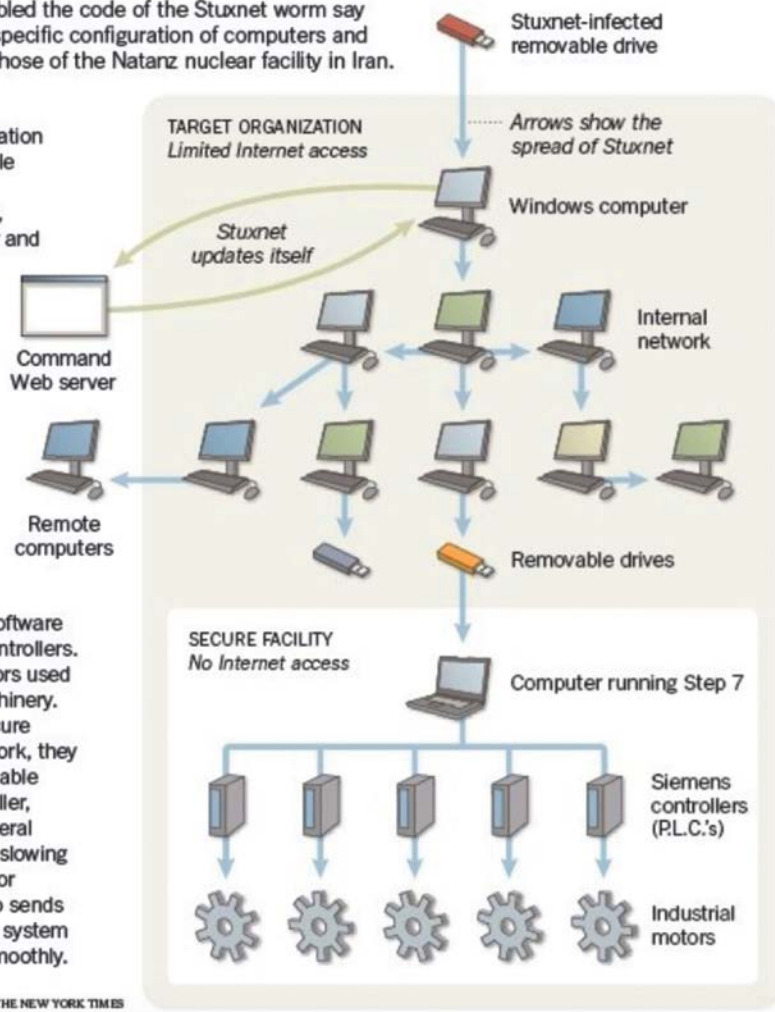 bled the code of the Stuxnet worm say
specific configuration of computers and
hose of the Natanz nuclear facility in Iran.
Stuxnet-infected
removable drive
ation
le
,
and
TARGET ORGANIZATION
Limited Internet access
Arrows show the
spread of Stuxnet
Windows computer
Stuxnet
updates itself
Command
Web server
Internal
network
Remote
computers
Removable drives
oftware
ntrollers.
ors used
hinery.
ure
ork, they
able
ller,
eral
slowing
or
o sends
system
noothly.
SECURE FACILITY
No Internet access
Computer running Step 7
Siemens
controllers
(P.L.C.'s)
Industrial
motors
THE NEW YORK TIMES